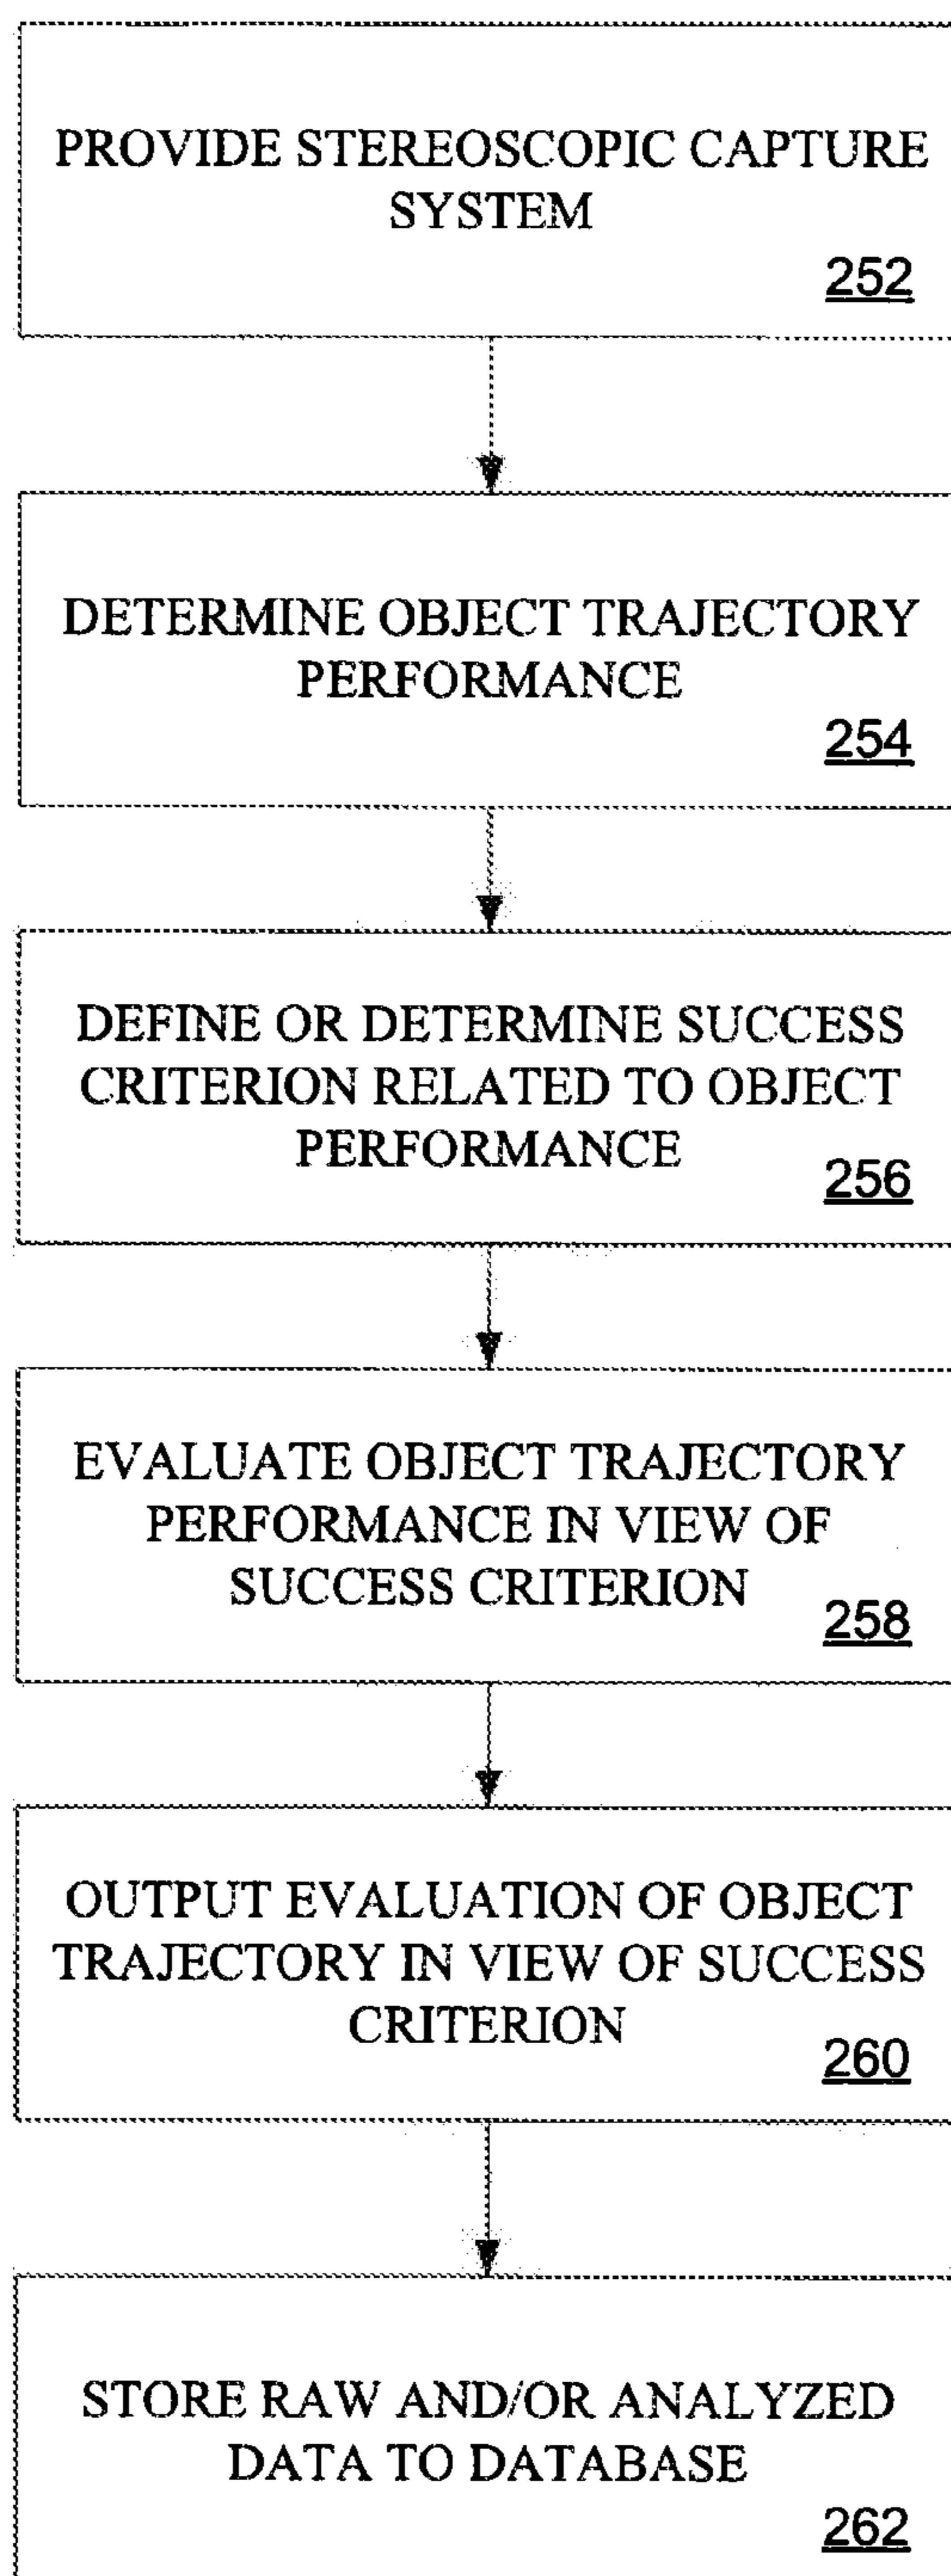 PROVIDE STEREOSCOPIC CAPTURE
SYSTEM
252
DETERMINE OBJECT TRAJECTORY
PERFORMANCE
254
DEFINE OR DETERMINE SUCCESS
CRITERION RELATED TO OBJECT
PERFORMANCE
256
EVALUATE OBJECT TRAJECTORY
PERFORMANCE IN VIEW OF
SUCCESS CRITERION
258
OUTPUT EVALUATION OF OBJECT
TRAJECTORY IN VIEW OF SUCCESS
CRITERION
260
STORE RAW AND/OR ANALYZED
DATA TO DATABASE
262